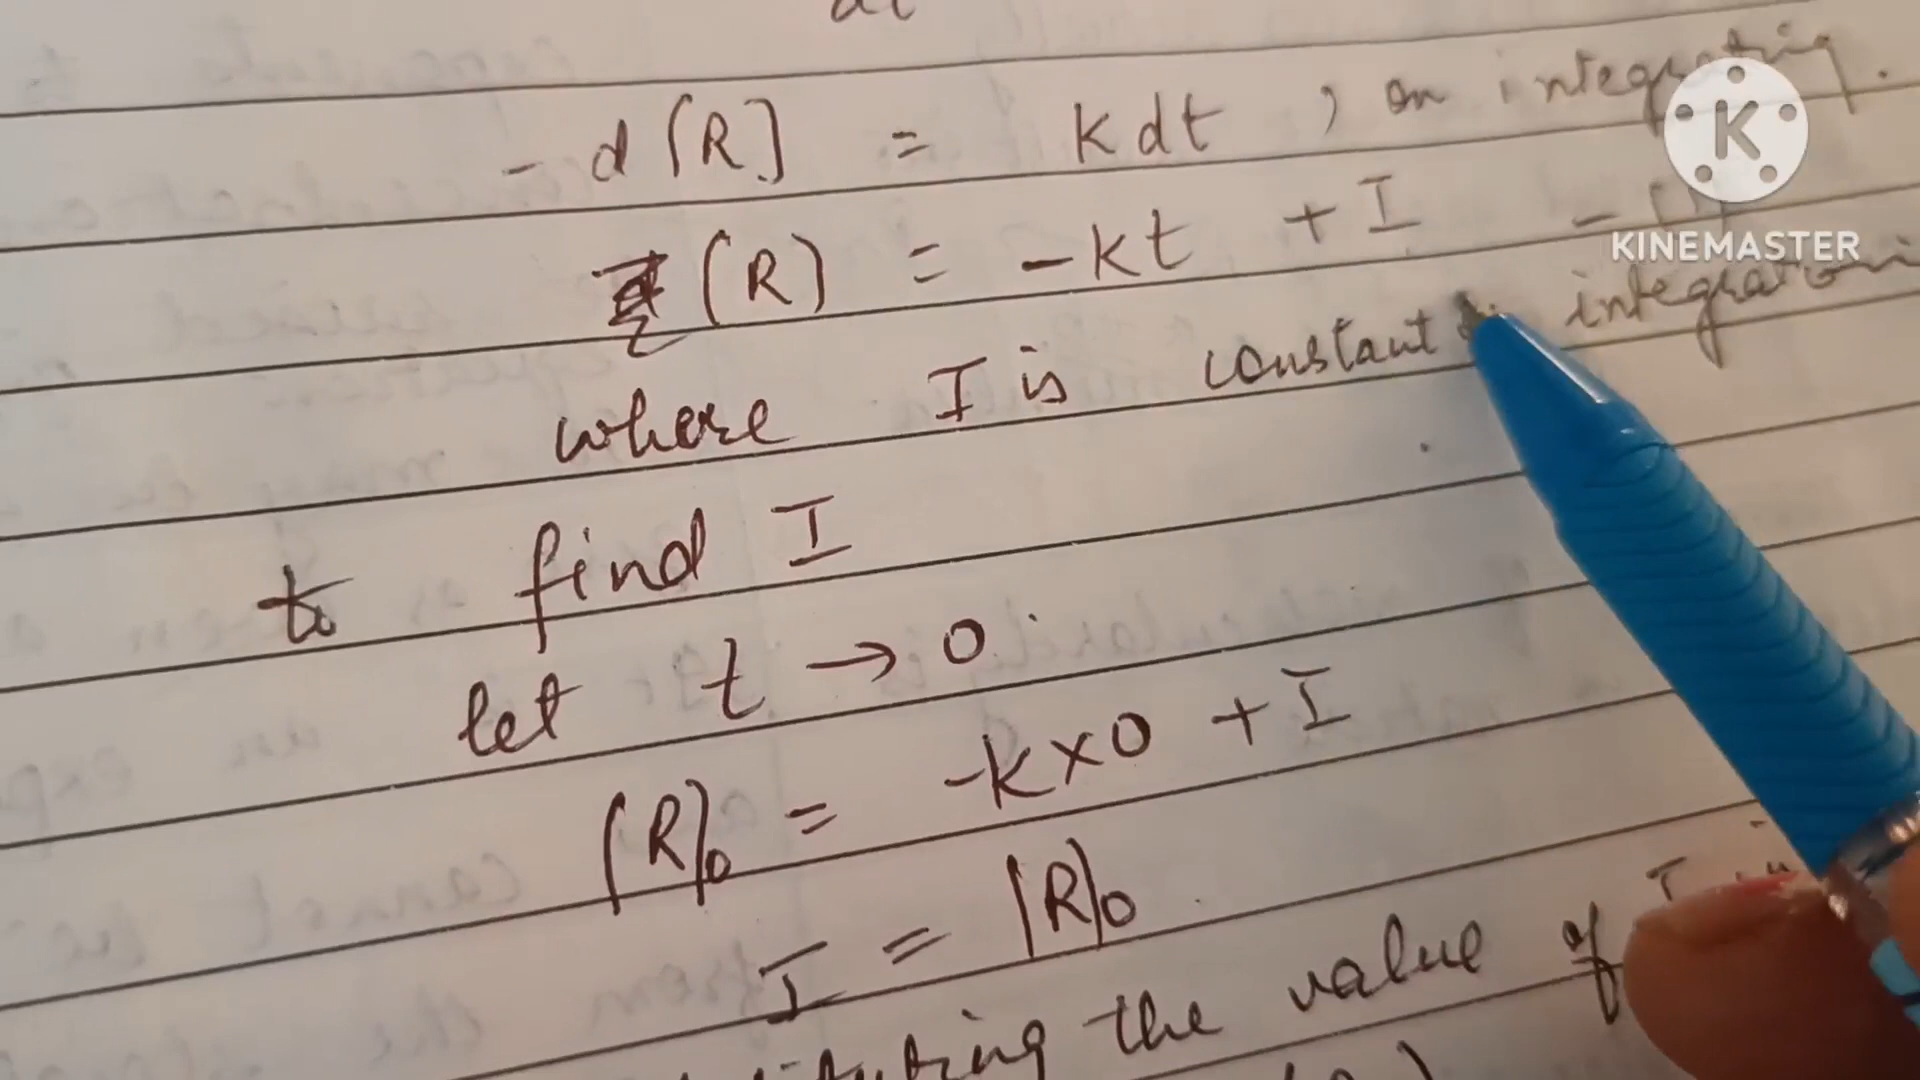 dt
- d[R] = kdt , on integrating.
(R) = -kt + I
where I is constant integration
to find I
let t → 0
[R]0 = -k×0 + I
I = [R]0
the value of I
KINEMASTER